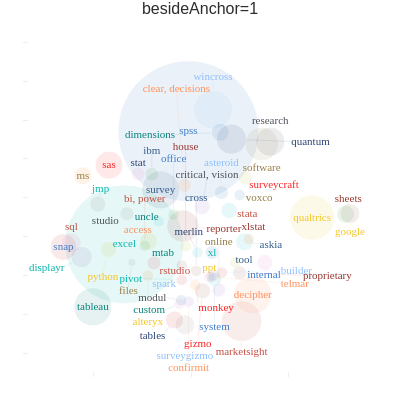 besideAnchor=1
wincross
clear, decisions
research
dimensions
spss
quantum
ibm
house
stat
office
asteroid
sas
software
ms
critical, vision
jmp
survey
surveycraft
bi, power
cross
voxco
sheets
studio
uncle
stata
qualtrics
sql
access
merlin
reporter
xlstat
google
snap
excel
online
askia
mtab
xl
tool
displayr
rstudio
ppt
builder
python
pivot
internal
proprietary
files
spark
telmar
modul
decipher
tableau
custom
monkey
alteryx
system
tables
gizmo
marketsight
surveygizmo
confirmit